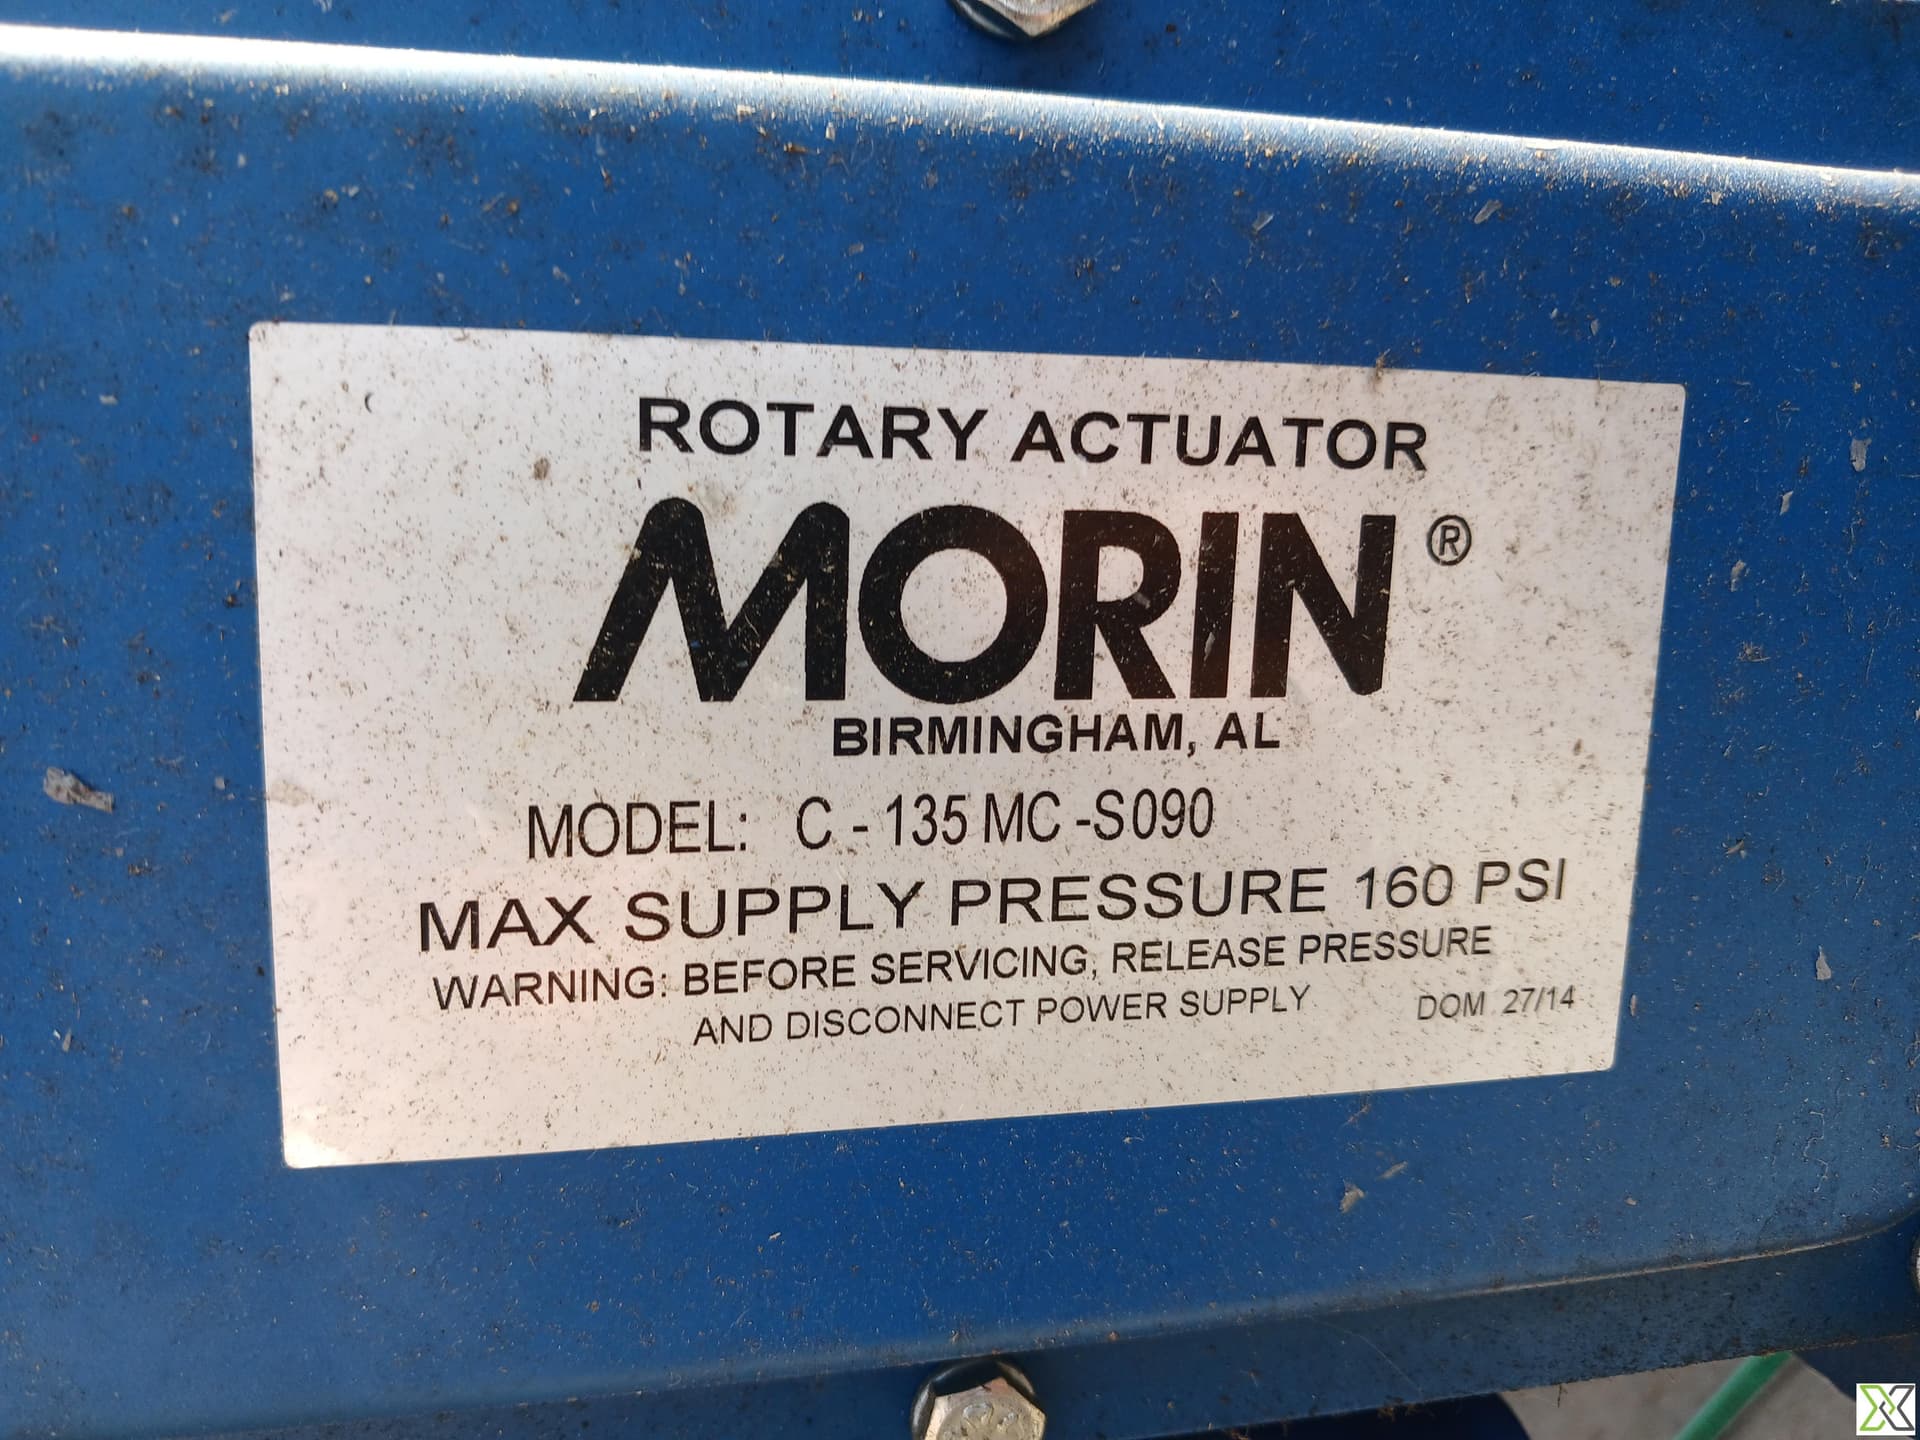 ROTARY ACTUATOR
MORIN®
BIRMINGHAM, AL
MODEL: C - 135 MC -S090
MAX SUPPLY PRESSURE 160 PSI
WARNING: BEFORE SERVICING, RELEASE PRESSURE
AND DISCONNECT POWER SUPPLY DOM 27/14